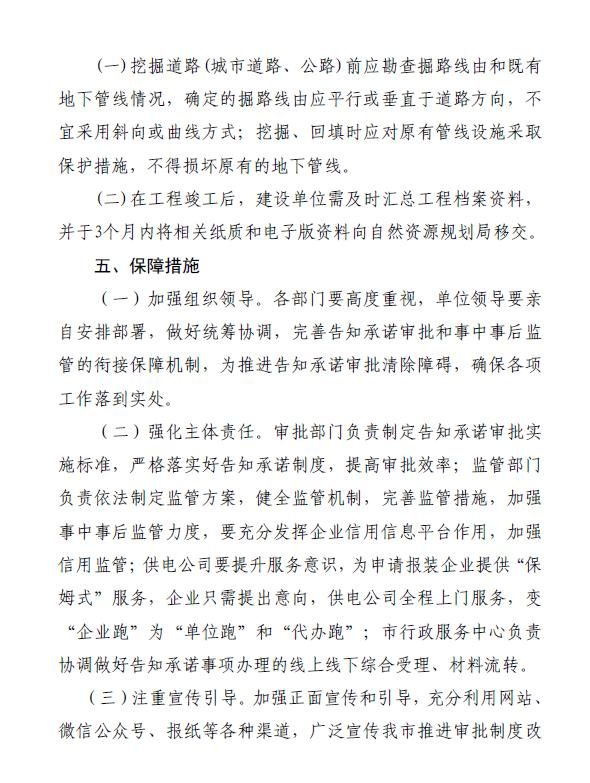 (一)挖掘道路(城市道路、公路)前应勘查掘路线由和既有
地下管线情况，确定的掘路线由应平行或垂直于道路方向，不
宜采用斜向或曲线方式；挖掘、回填时应对原有管线设施采取
保护措施，不得损坏原有的地下管线。
(二)在工程竣工后，建设单位需及时汇总工程档案资料，
并于3个月内将相关纸质和电子版资料向自然资源规划局移交。
五、保障措施
（一）加强组织领导。各部门要高度重视，单位领导要亲
自安排部署，做好统筹协调，完善告知承诺审批和事中事后监
管的衔接保障机制，为推进告知承诺审批清除障碍，确保各项
工作落到实处。
（二）强化主体责任。审批部门负责制定告知承诺审批实
施标准，严格落实好告知承诺制度，提高审批效率；监管部门
负责依法制定监管方案，健全监管机制，完善监管措施，加强
事中事后监管力度，要充分发挥企业信用信息平台作用，加强
信用监管；供电公司要提升服务意识，为申请报装企业提供“保
姆式”服务，企业只需提出意向，供电公司全程上门服务，变
“企业跑”为“单位跑”和“代办跑”；市行政服务中心负责
协调做好告知承诺事项办理的线上线下综合受理、材料流转。
（三）注重宣传引导。加强正面宣传和引导，充分利用网站、
微信公众号、报纸等各种渠道，广泛宣传我市推进审批制度改